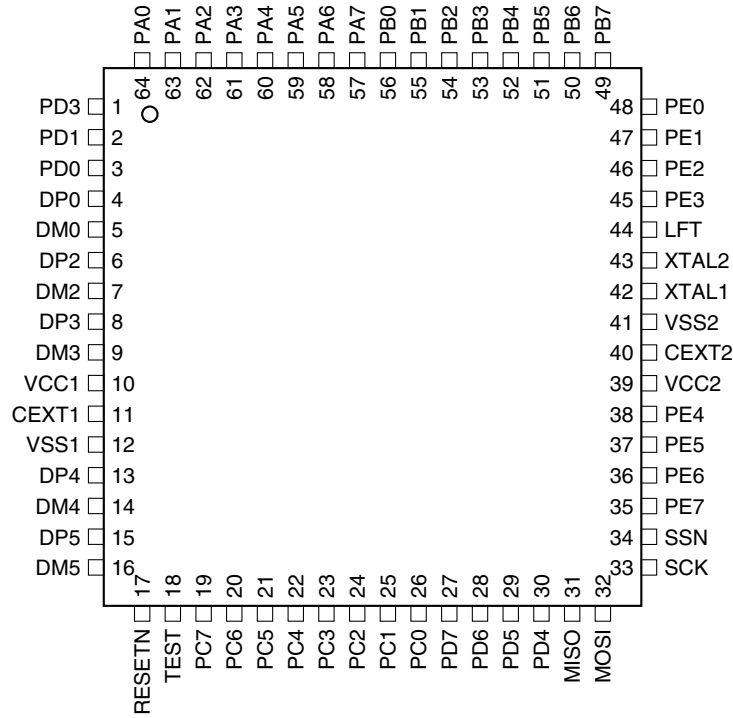 PA0 PA1 PA2 PA3 PA4 PA5 PA6 PA7 PB0 PB1 PB2 PB3 PB4 PB5 PB6 PB7
64 63 62 61 60 59 58 57 56 55 54 53 52 51 50 49
PD3 1 48 PE0
PD1 2 47 PE1
PD0 3 46 PE2
DP0 4 45 PE3
DM0 5 44 LFT
DP2 6 43 XTAL2
DM2 7 42 XTAL1
DP3 8 41 VSS2
DM3 9 40 CEXT2
VCC1 10 39 VCC2
CEXT1 11 38 PE4
VSS1 12 37 PE5
DP4 13 36 PE6
DM4 14 35 PE7
DP5 15 34 SSN
DM5 16 33 SCK
17 18 19 20 21 22 23 24 25 26 27 28 29 30 31 32
RESETN TEST PC7 PC6 PC5 PC4 PC3 PC2 PC1 PC0 PD7 PD6 PD5 PD4 MISO MOSI